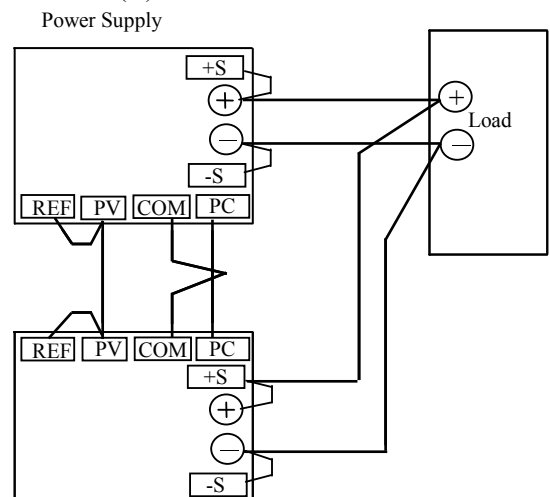 Power Supply
+S
+
—
-S
REF PV COM PC
+
Load
—
REF PV COM PC
+S
+
—
-S